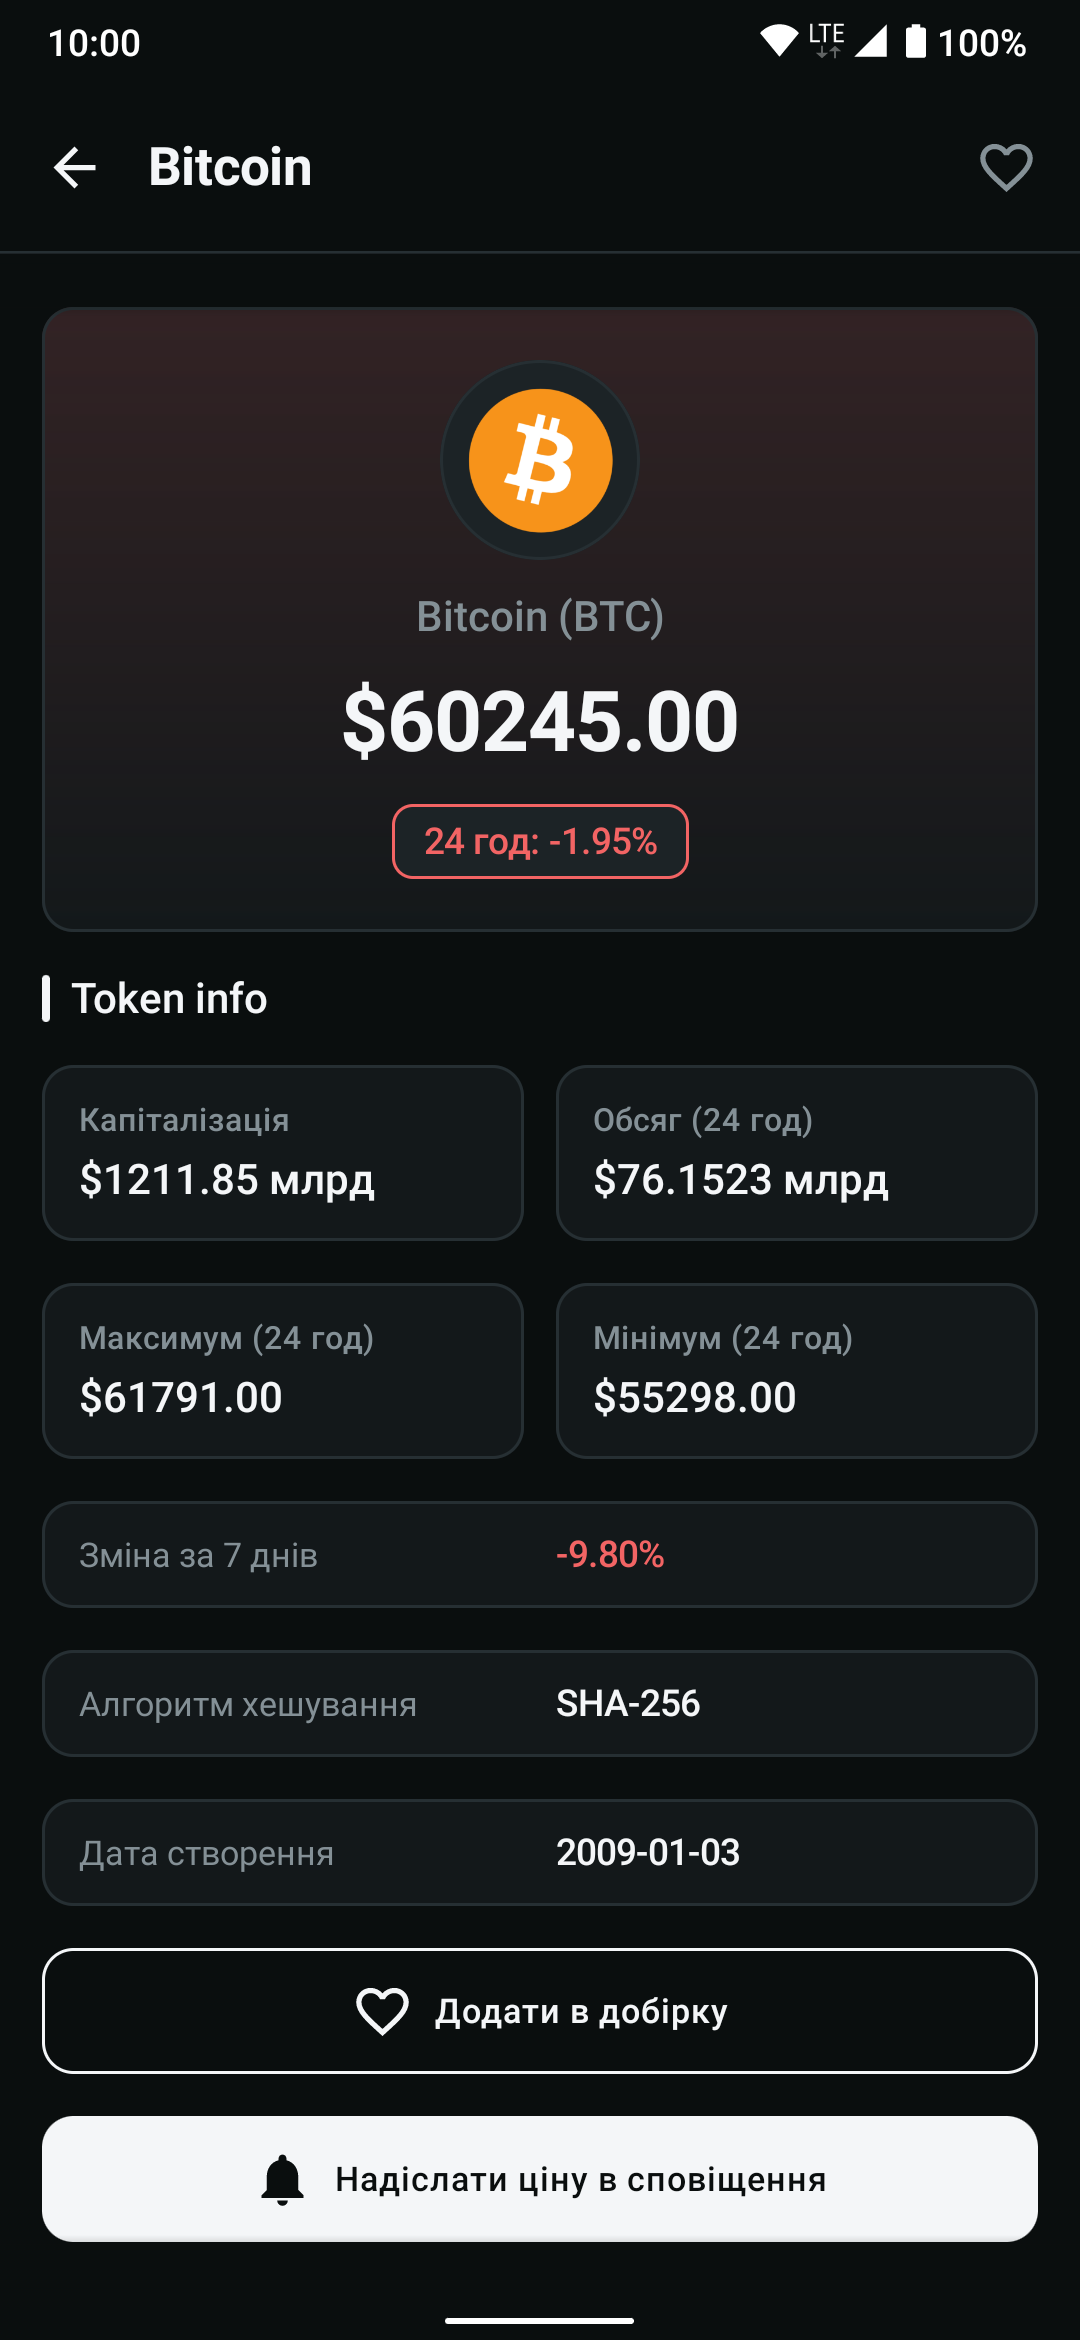 10:00
LTE
100%
Bitcoin
Bitcoin (BTC)
$60245.00
24 год: -1.95%
Token info
Капіталізація
$1211.85 млрд
Обсяг (24 год)
$76.1523 млрд
Максимум (24 год)
$61791.00
Мінімум (24 год)
$55298.00
Зміна за 7 днів
-9.80%
Алгоритм хешування
SHA-256
Дата створення
2009-01-03
Додати в добірку
Надіслати ціну в сповіщення